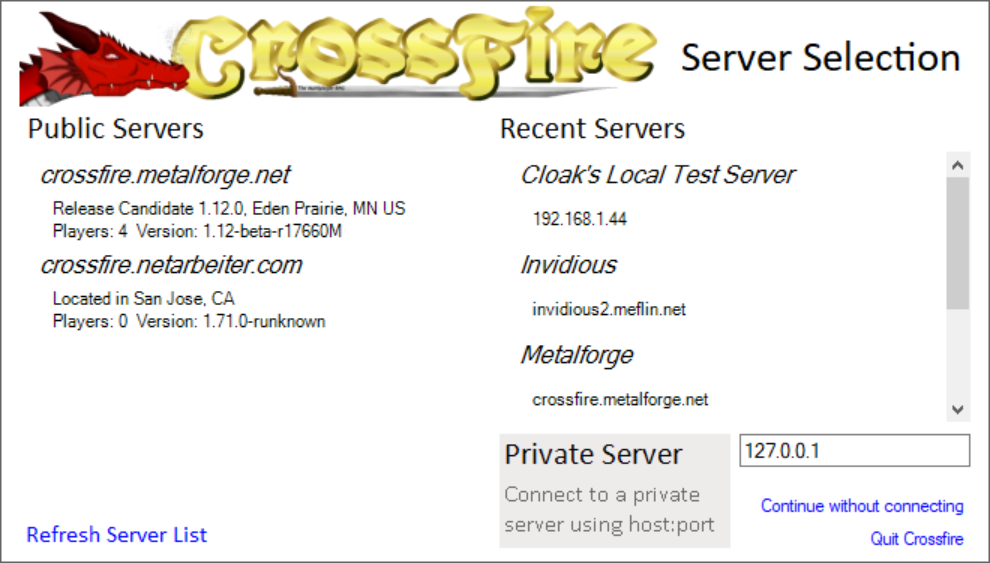 CrossFire
The multiplayer RPG
Server Selection
Public Servers
crossfire.metalforge.net
Release Candidate 1.12.0, Eden Prairie, MN US
Players: 4 Version: 1.12-beta-r17660M
crossfire.netarbeiter.com
Located in San Jose, CA
Players: 0 Version: 1.71.0-runknown
Refresh Server List
Recent Servers
Cloak's Local Test Server
192.168.1.44
Invidious
invidious2.meflin.net
Metalforge
crossfire.metalforge.net
Private Server
Connect to a private
server using host:port
127.0.0.1
Continue without connecting
Quit Crossfire